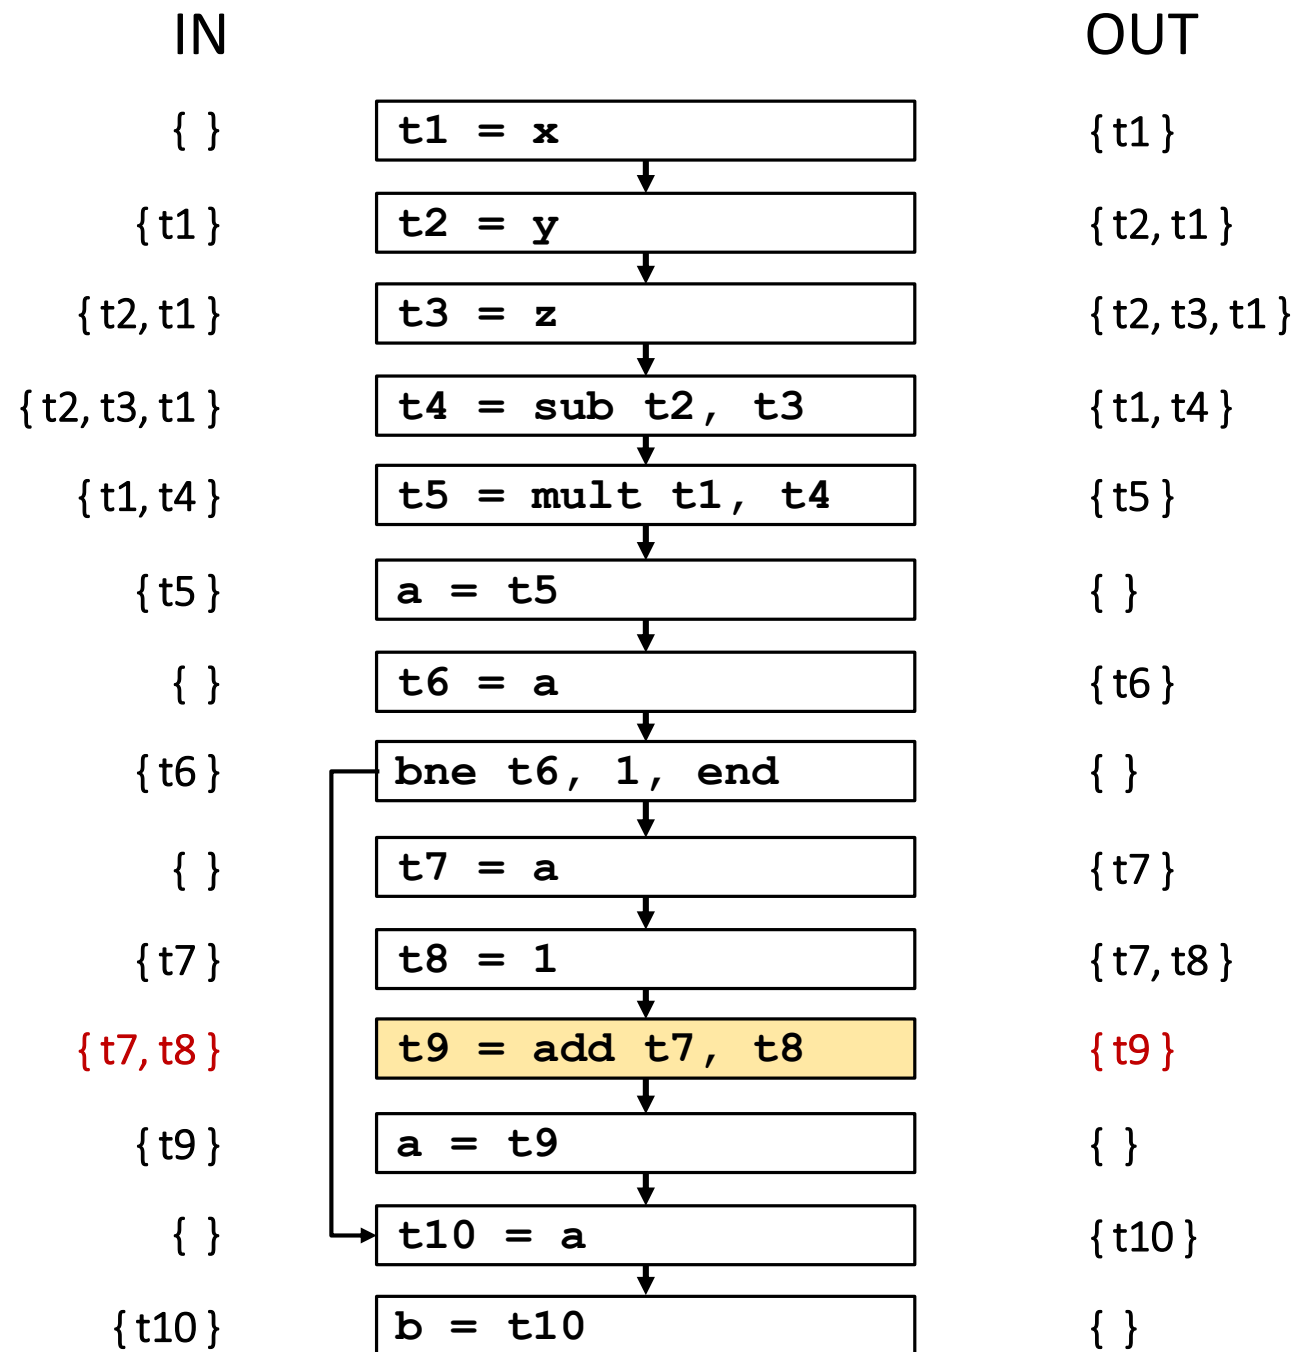 IN OUT
{ } t1 = x { t1 }
{ t1 } t2 = y { t2, t1 }
{ t2, t1 } t3 = z { t2, t3, t1 }
{ t2, t3, t1 } t4 = sub t2, t3 { t1, t4 }
{ t1, t4 } t5 = mult t1, t4 { t5 }
{ t5 } a = t5 { }
{ } t6 = a { t6 }
{ t6 } bne t6, 1, end { }
{ } t7 = a { t7 }
{ t7 } t8 = 1 { t7, t8 }
{ t7, t8 } t9 = add t7, t8 { t9 }
{ t9 } a = t9 { }
{ } t10 = a { t10 }
{ t10 } b = t10 { }